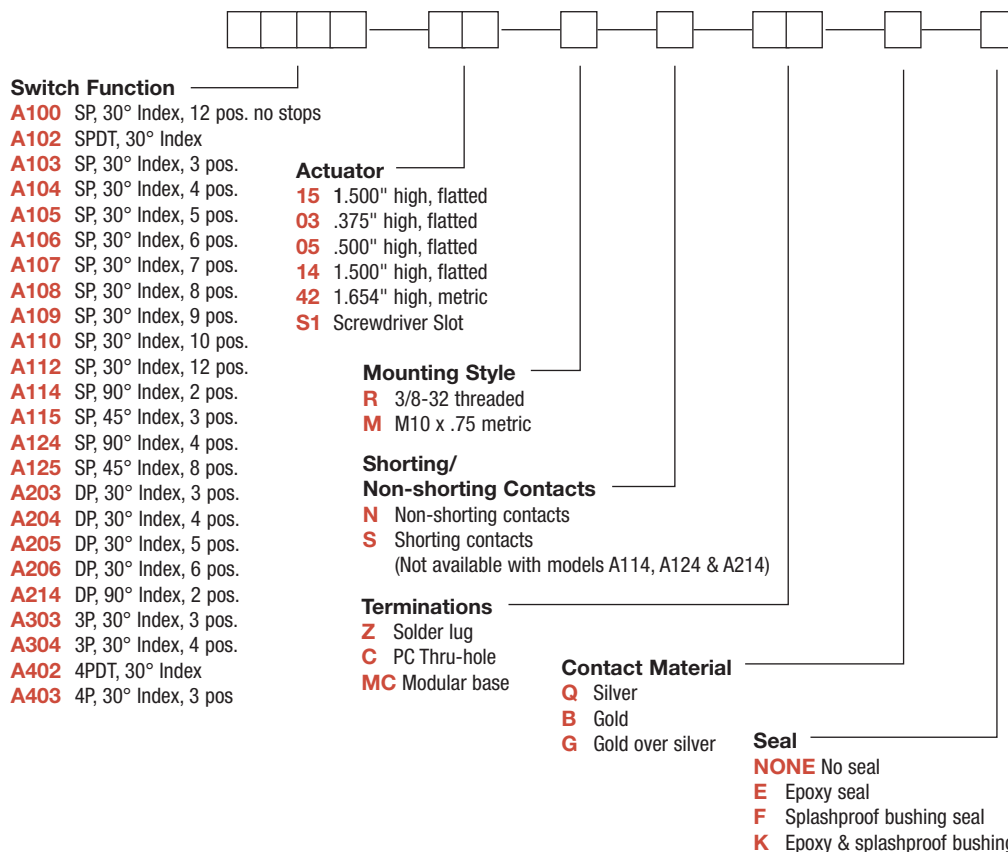 Switch Function
A100 SP, 30° Index, 12 pos. no stops
A102 SPDT, 30° Index
A103 SP, 30° Index, 3 pos.
A104 SP, 30° Index, 4 pos.
A105 SP, 30° Index, 5 pos.
A106 SP, 30° Index, 6 pos.
A107 SP, 30° Index, 7 pos.
A108 SP, 30° Index, 8 pos.
A109 SP, 30° Index, 9 pos.
A110 SP, 30° Index, 10 pos.
A112 SP, 30° Index, 12 pos.
A114 SP, 90° Index, 2 pos.
A115 SP, 45° Index, 3 pos.
A124 SP, 90° Index, 4 pos.
A125 SP, 45° Index, 8 pos.
A203 DP, 30° Index, 3 pos.
A204 DP, 30° Index, 4 pos.
A205 DP, 30° Index, 5 pos.
A206 DP, 30° Index, 6 pos.
A214 DP, 90° Index, 2 pos.
A303 3P, 30° Index, 3 pos.
A304 3P, 30° Index, 4 pos.
A402 4PDT, 30° Index
A403 4P, 30° Index, 3 pos
Actuator
15 1.500" high, flatted
03 .375" high, flatted
05 .500" high, flatted
14 1.500" high, flatted
42 1.654" high, metric
S1 Screwdriver Slot
Mounting Style
R 3/8-32 threaded
M M10 x .75 metric
Shorting/
Non-shorting Contacts
N Non-shorting contacts
S Shorting contacts
(Not available with models A114, A124 & A214)
Terminations
Z Solder lug
C PC Thru-hole
MC Modular base
Contact Material
Q Silver
B Gold
G Gold over silver
Seal
NONE No seal
E Epoxy seal
F Splashproof bushing seal
K Epoxy & splashproof bushing